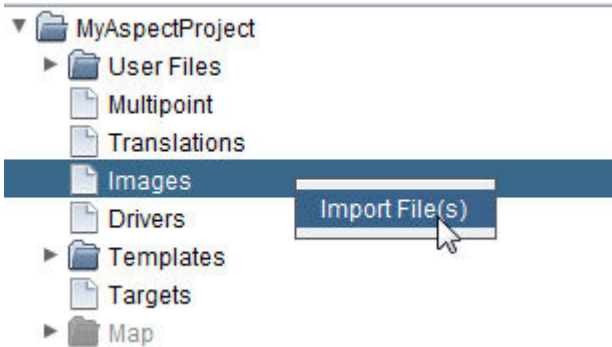 MyAspectProject
User Files
Multipoint
Translations
Images
Import File(s)
Drivers
Templates
Targets
Map